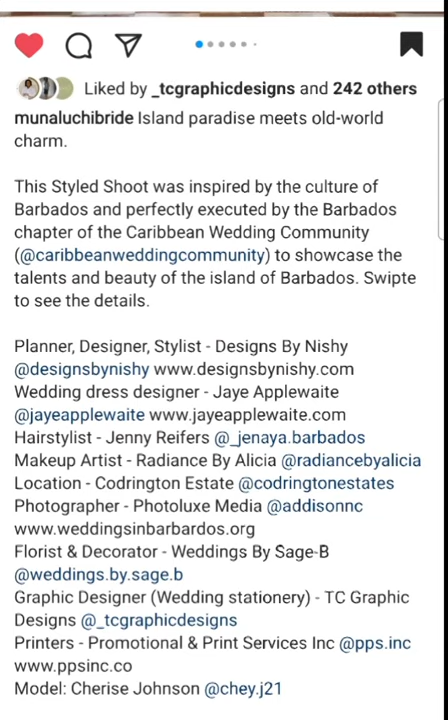 Liked by _tcgraphicdesigns and 242 others
munaluchibride Island paradise meets old-world
charm.
This Styled Shoot was inspired by the culture of
Barbados and perfectly executed by the Barbados
chapter of the Caribbean Wedding Community
(@caribbeanweddingcommunity) to showcase the
talents and beauty of the island of Barbados. Swipte
to see the details.
Planner, Designer, Stylist - Designs By Nishy
@designsbynishy www.designsbynishy.com
Wedding dress designer - Jaye Applewaite
@jayeapplewaite www.jayeapplewaite.com
Hairstylist - Jenny Reifers @_jenaya.barbados
Makeup Artist - Radiance By Alicia @radiancebyalicia
Location - Codrington Estate @codringtonestates
Photographer - Photoluxe Media @addisonnc
www.weddingsinbarbardos.org
Florist & Decorator - Weddings By Sage-B
@weddings.by.sage.b
Graphic Designer (Wedding stationery) - TC Graphic
Designs @_tcgraphicdesigns
Printers - Promotional & Print Services Inc @pps.inc
www.ppsinc.co
Model: Cherise Johnson @chey.j21